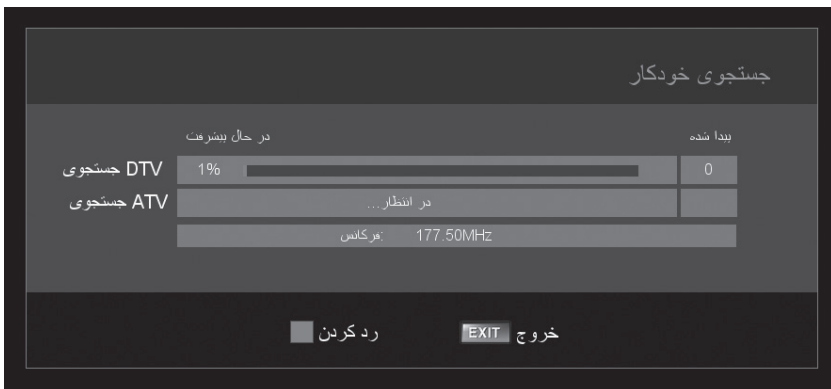 جستجوی خودکار
پیدا شده در حال پیشرفت
جستجوی DTV 1% 0
جستجوی ATV در انتظار...
فرکانس: 177.50MHz
خروج EXIT رد کردن